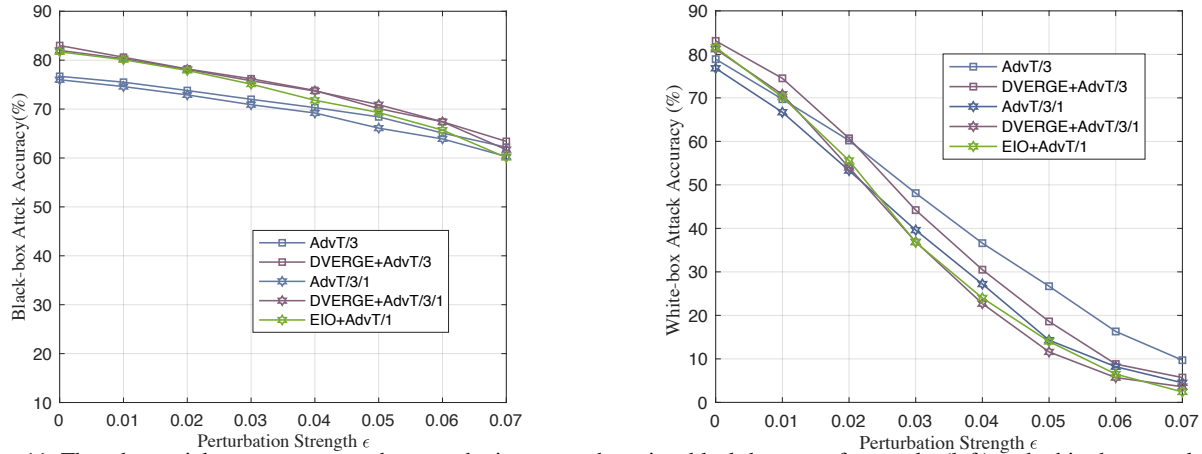 90
80
70
60
50
40
30
20
10
0 0.01 0.02 0.03 0.04 0.05 0.06 0.07
Black-box Attck Accuracy(%)
Perturbation Strength ϵ
AdvT/3
DVERGE+AdvT/3
AdvT/3/1
DVERGE+AdvT/3/1
EIO+AdvT/1
90
80
70
60
50
40
30
20
10
0
0 0.01 0.02 0.03 0.04 0.05 0.06 0.07
White-box Attack Accuracy (%)
Perturbation Strength ϵ
AdvT/3
DVERGE+AdvT/3
AdvT/3/1
DVERGE+AdvT/3/1
EIO+AdvT/1